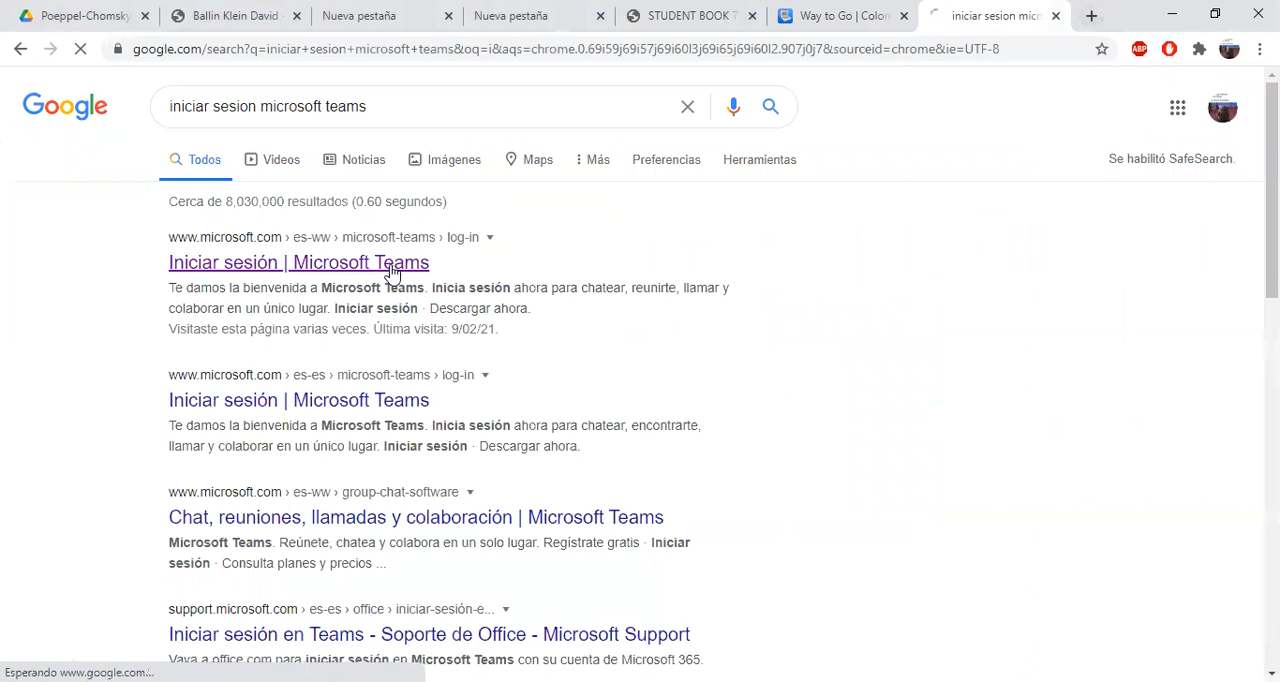 Poeppel-Chomsky
Ballin Klein David -
Nueva pestaña
Nueva pestaña
STUDENT BOOK 7
Way to Go | Color
iniciar sesion micr
google.com/search?q=iniciar+sesion+microsoft+teams&oq=i&aqs=chrome.0.69i59j69i57j69i60l3j69i65j69i60l2.907j0j7&sourceid=chrome&ie=UTF-8
ABP
Google
iniciar sesion microsoft teams
Todos
Videos
Noticias
Imágenes
Maps
Más
Preferencias
Herramientas
Se habilitó SafeSearch.
Cerca de 8,030,000 resultados (0.60 segundos)
www.microsoft.com › es-ww › microsoft-teams › log-in
Iniciar sesión | Microsoft Teams
Te damos la bienvenida a Microsoft Teams. Inicia sesión ahora para chatear, reunirte, llamar y
colaborar en un único lugar. Iniciar sesión · Descargar ahora.
Visitaste esta página varias veces. Última visita: 9/02/21.
www.microsoft.com › es-es › microsoft-teams › log-in
Iniciar sesión | Microsoft Teams
Te damos la bienvenida a Microsoft Teams. Inicia sesión ahora para chatear, encontrarte,
llamar y colaborar en un único lugar. Iniciar sesión · Descargar ahora.
www.microsoft.com › es-ww › group-chat-software
Chat, reuniones, llamadas y colaboración | Microsoft Teams
Microsoft Teams. Reúnete, chatea y colabora en un solo lugar. Regístrate gratis · Iniciar
sesión · Consulta planes y precios ...
support.microsoft.com › es-es › office › iniciar-sesión-e...
Iniciar sesión en Teams - Soporte de Office - Microsoft Support
Vaya a office.com para iniciar sesión en Microsoft Teams con su cuenta de Microsoft 365.
Esperando www.google.com...